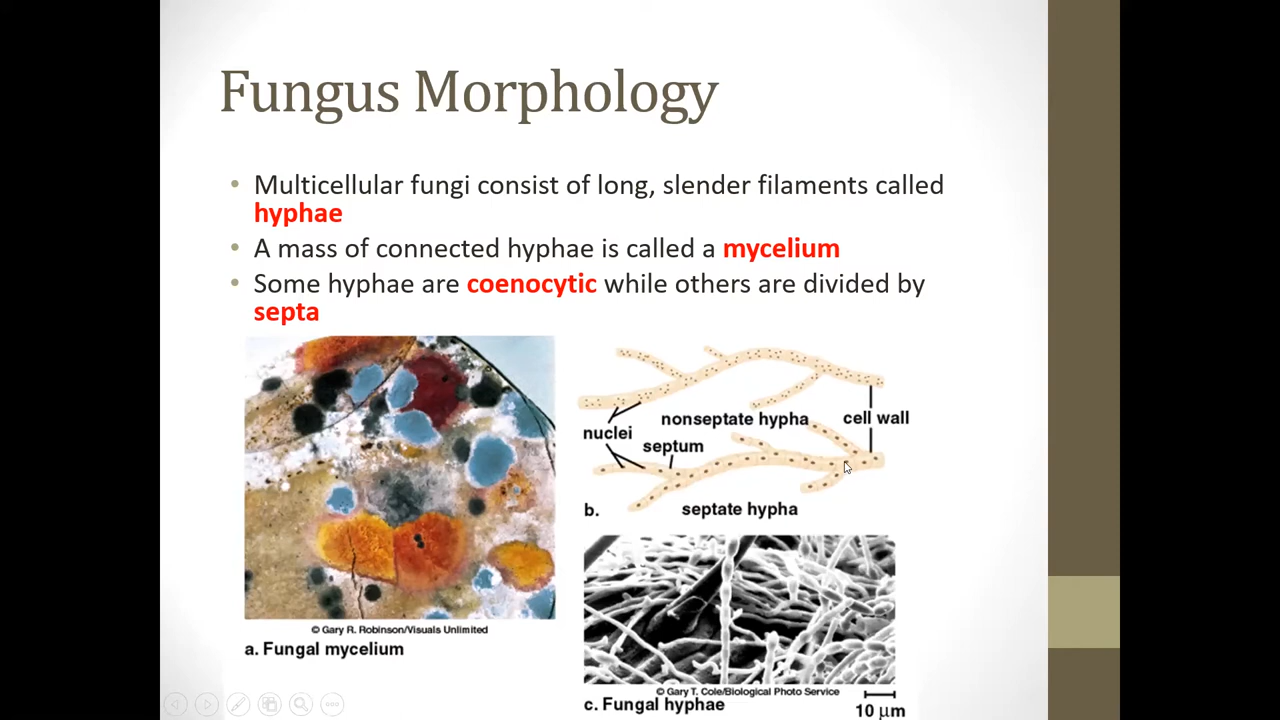 Fungus Morphology
• Multicellular fungi consist of long, slender filaments called
hyphae
• A mass of connected hyphae is called a mycelium
• Some hyphae are coenocytic while others are divided by
septa
nonseptate hypha
cell wall
nuclei
septum
b.
septate hypha
© Gary R. Robinson/Visuals Unlimited
a. Fungal mycelium
© Gary T. Cole/Biological Photo Service
c. Fungal hyphae
10 µm